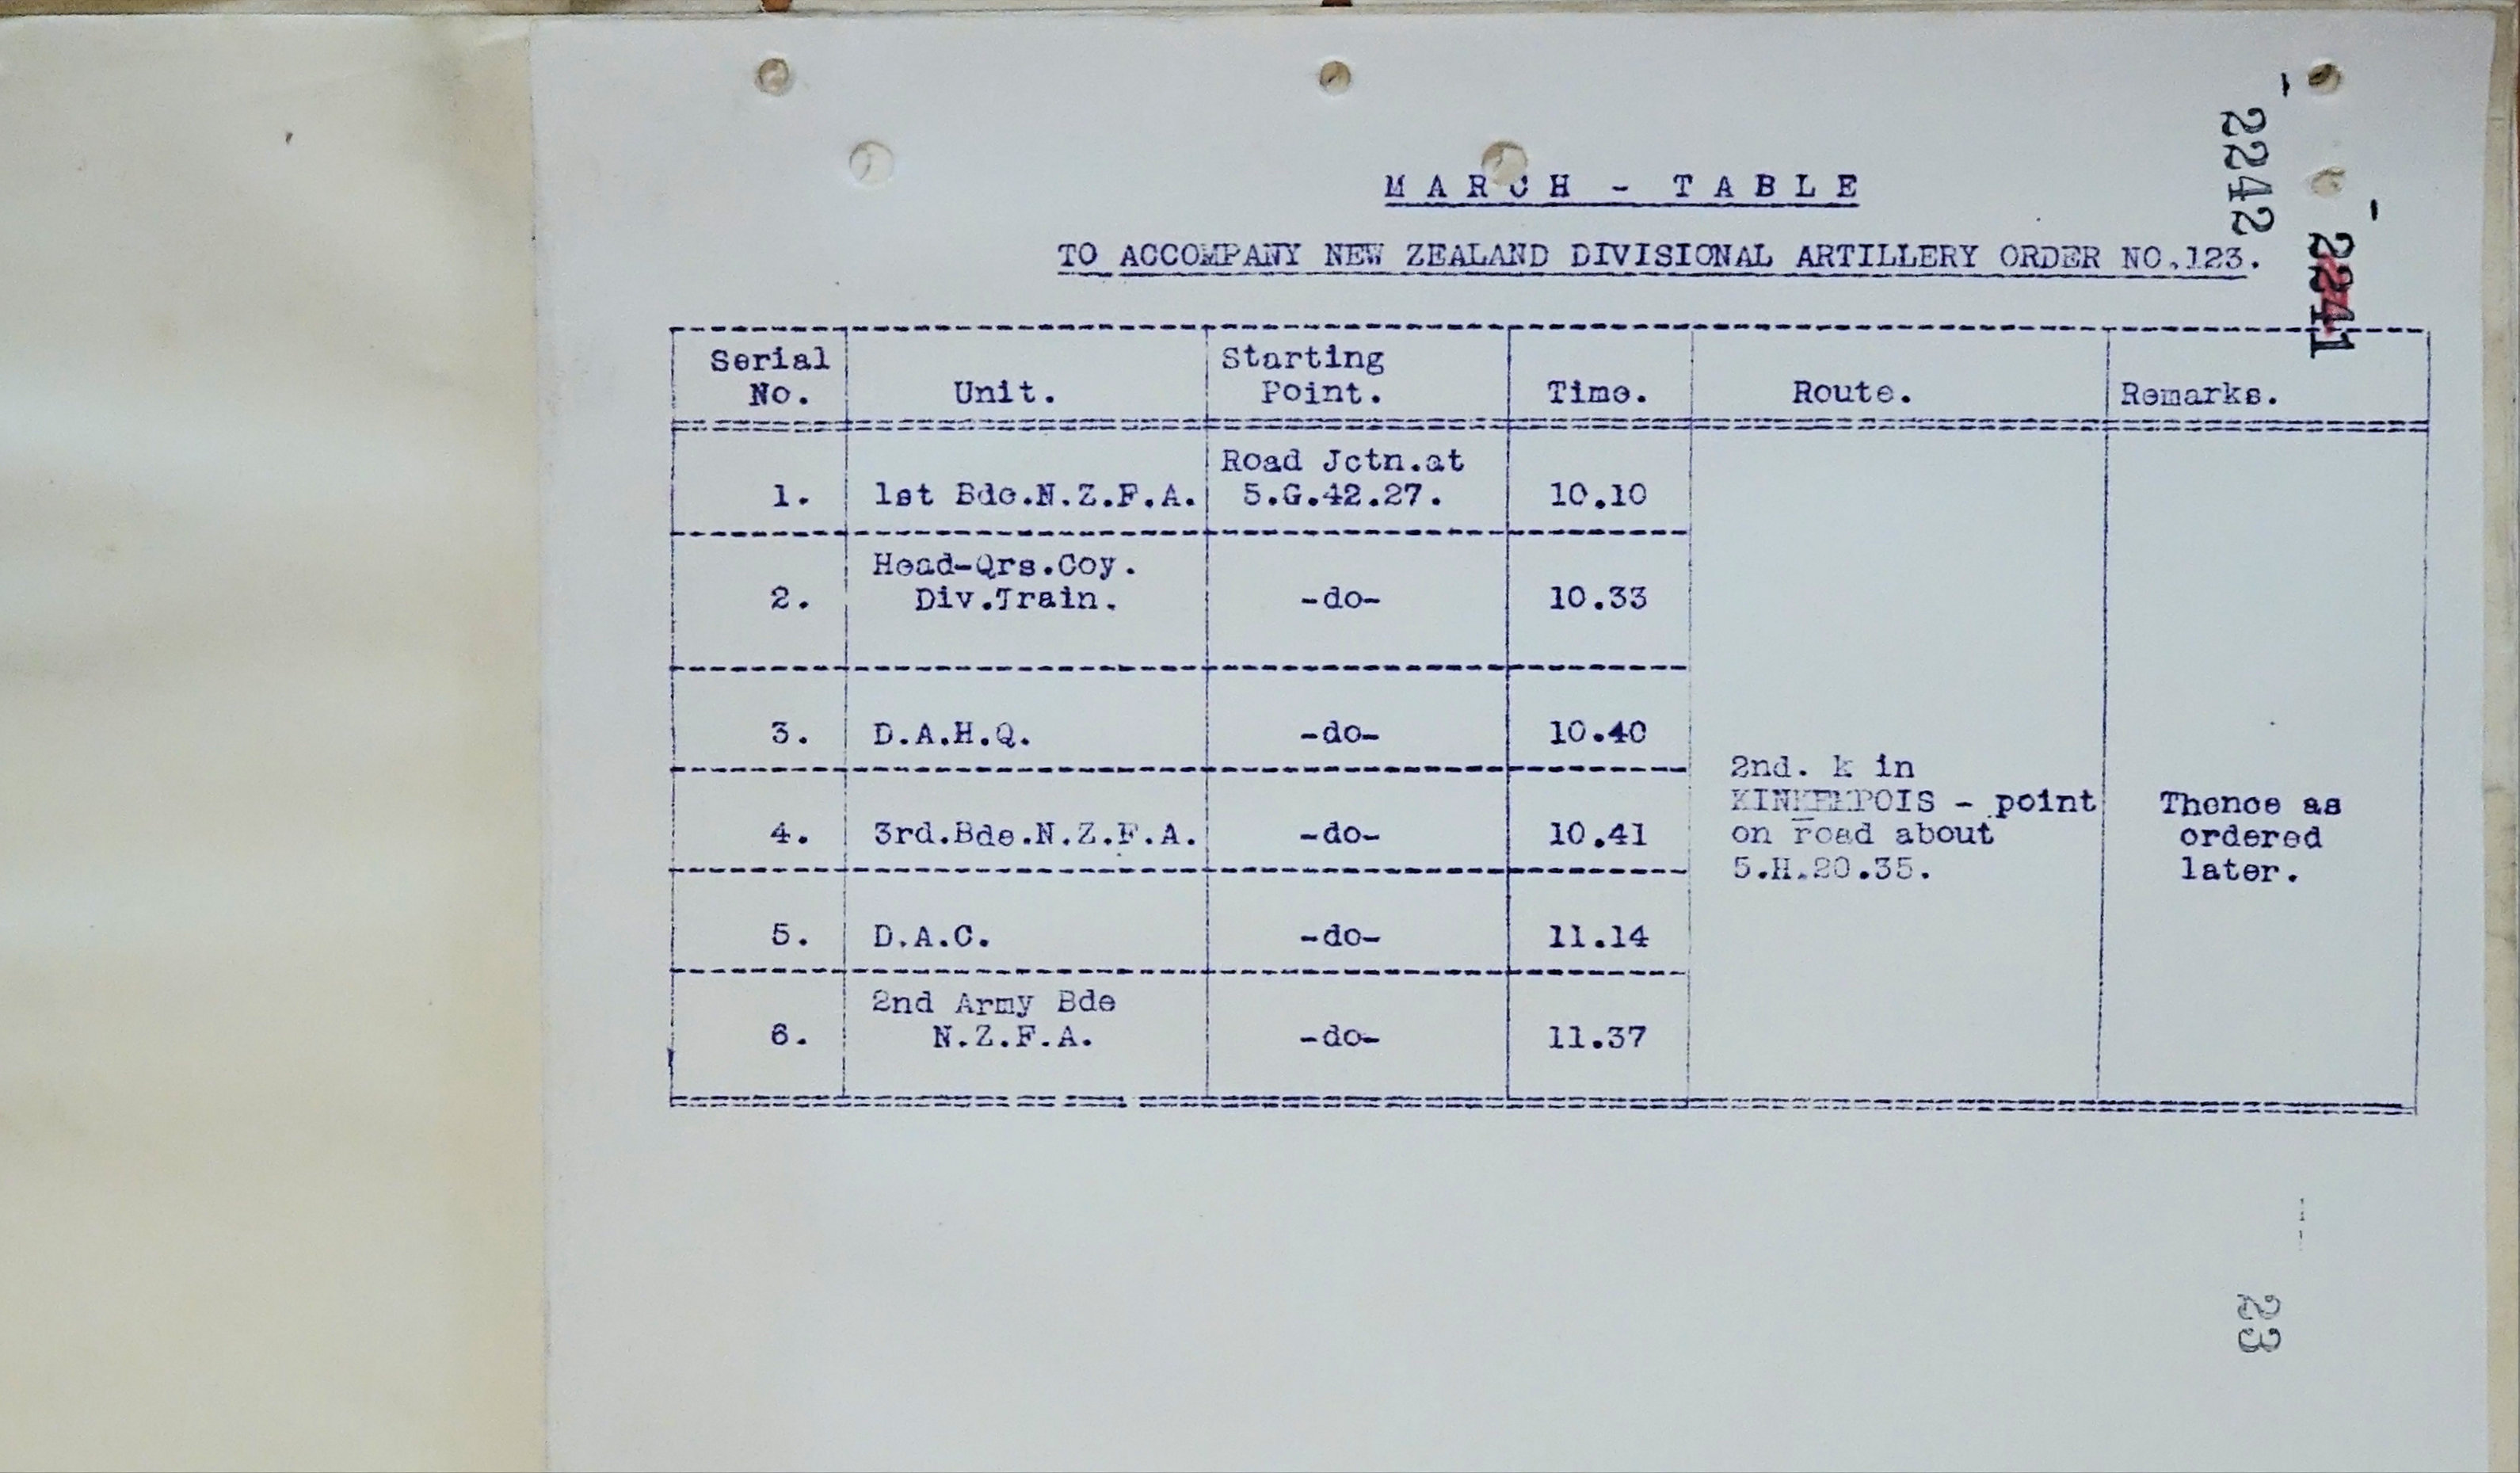 MARCH - TABLE
TO ACCOMPANY NEW ZEALAND DIVISIONAL ARTILLERY ORDER NO.123.
2242
2241
Serial No. Unit. Starting Point. Time. Route. Remarks.
1. 1st Bde.N.Z.F.A. Road Jctn.at 5.G.42.27. 10.10
2. Head-Qrs.Coy. Div.Train. -do- 10.33
3. D.A.H.Q. -do- 10.40
4. 3rd.Bde.N.Z.F.A. -do- 10.41
5. D.A.C. -do- 11.14
6. 2nd Army Bde N.Z.F.A. -do- 11.37
2nd. k in
KINKEMPOIS - point
on road about
5.H.20.35.
Thence as
ordered
later.
23